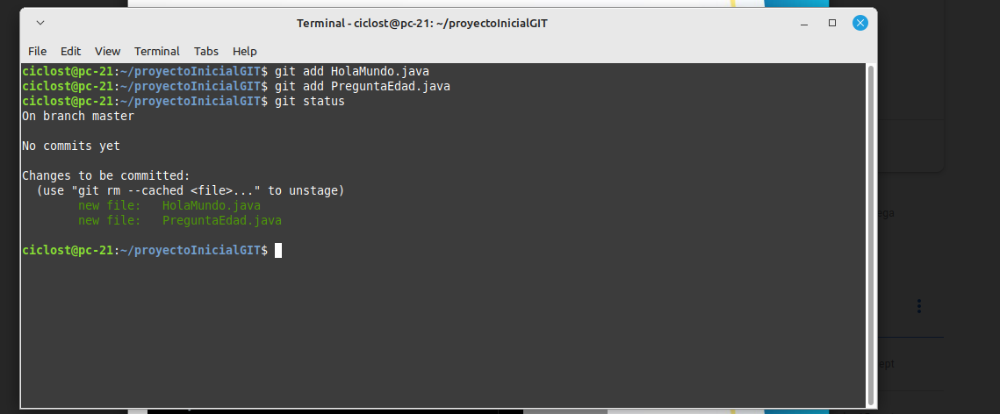 Terminal - ciclost@pc-21: ~/proyectoInicialGIT
File Edit View Terminal Tabs Help
ciclost@pc-21:~/proyectoInicialGIT$ git add HolaMundo.java
ciclost@pc-21:~/proyectoInicialGIT$ git add PreguntaEdad.java
ciclost@pc-21:~/proyectoInicialGIT$ git status
On branch master
No commits yet
Changes to be committed:
(use "git rm --cached <file>..." to unstage)
new file: HolaMundo.java
new file: PreguntaEdad.java
ciclost@pc-21:~/proyectoInicialGIT$